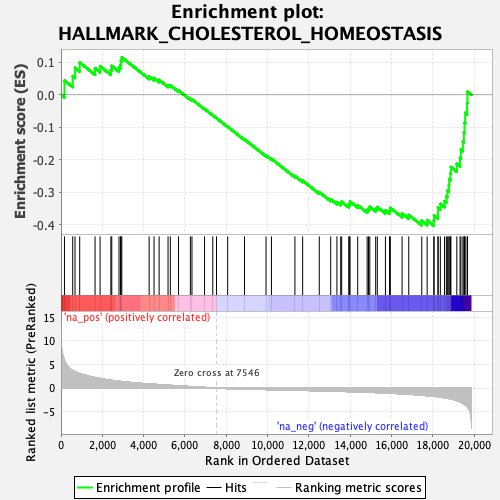 Enrichment plot:
HALLMARK_CHOLESTEROL_HOMEOSTASIS
Enrichment score (ES)
0.1
0.0
-0.1
-0.2
-0.3
-0.4
'na_pos' (positively correlated)
Ranked list metric (PreRanked)
15
10
5
0
-5
Zero cross at 7546
'na_neg' (negatively correlated)
0 2,000 4,000 6,000 8,000 10,000 12,000 14,000 16,000 18,000 20,000
Rank in Ordered Dataset
Enrichment profile Hits Ranking metric scores